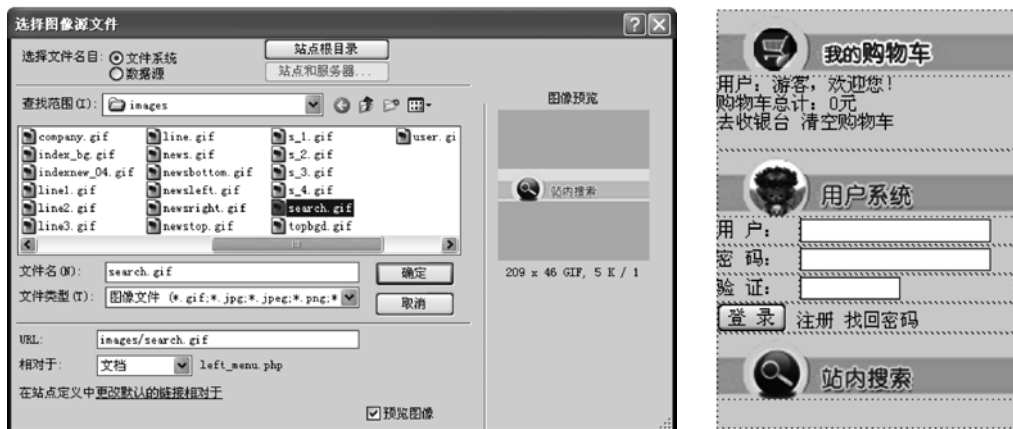 选择图像源文件
选择文件名自: 文件系统 站点根目录
数据源 站点和服务器...
查找范围(I): images
图像预览
company.gif line.gif s_1.gif user.gi
index_bg.gif news.gif s_2.gif
indexnew_04.gif newsbottom.gif s_3.gif
line1.gif newsleft.gif s_4.gif
line2.gif newsright.gif search.gif
line3.gif newstop.gif topbgd.gif
站内搜索
文件名(N): search.gif 确定
209 x 46 GIF, 5 K / 1
文件类型(T): 图像文件 (*.gif;*.jpg;*.jpeg;*.png;* 取消
URL: images/search.gif
相对于: 文档 left_menu.php
在站点定义中更改默认的链接相对于
预览图像
我的购物车
用户：游客，欢迎您！
购物车总计：0元
去收银台 清空购物车
用户系统
用 户：
密 码：
验 证：
登 录 注册 找回密码
站内搜索